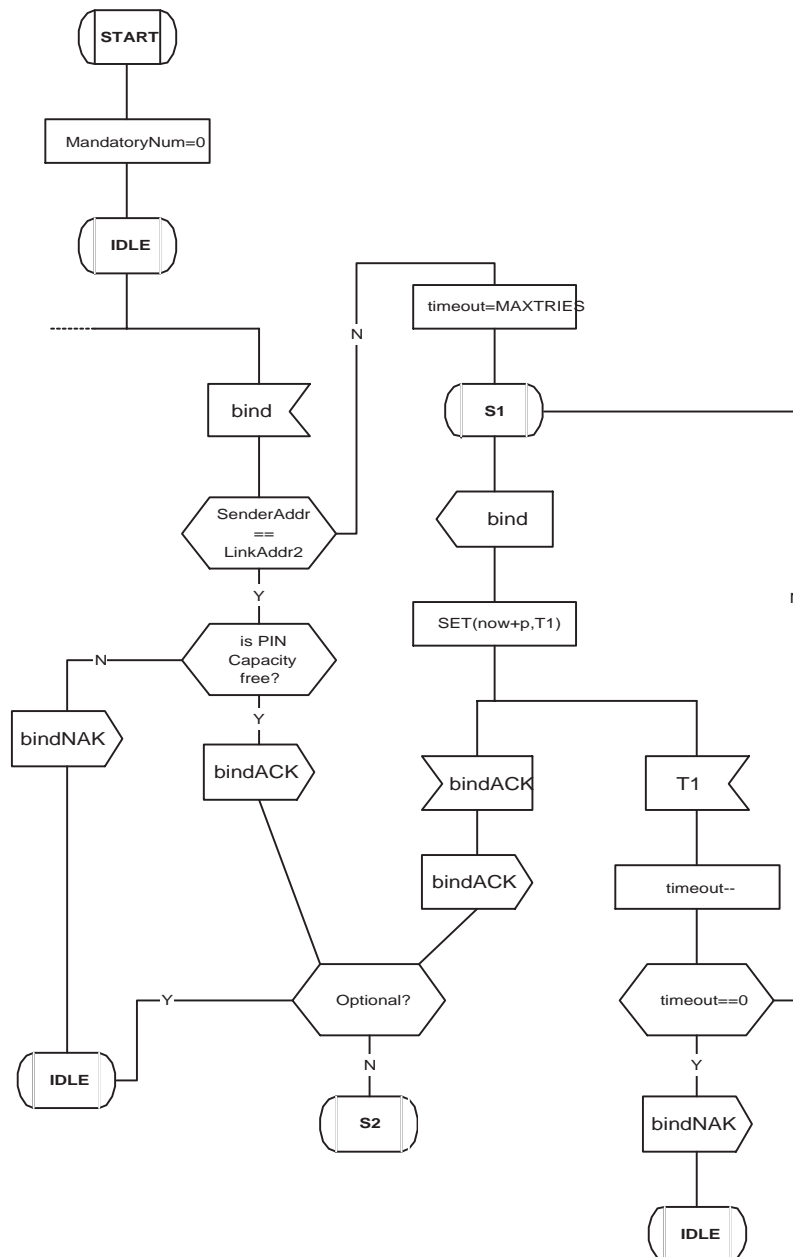 START
MandatoryNum=0
IDLE
timeout=MAXTRIES
N
bind
S1
SenderAddr
==
LinkAddr2
bind
Y
SET(now+p,T1)
is PIN
Capacity
free?
N
Y
bindNAK
bindACK
bindACK
T1
bindACK
timeout--
Optional?
Y
timeout==0
N
Y
IDLE
S2
bindNAK
IDLE